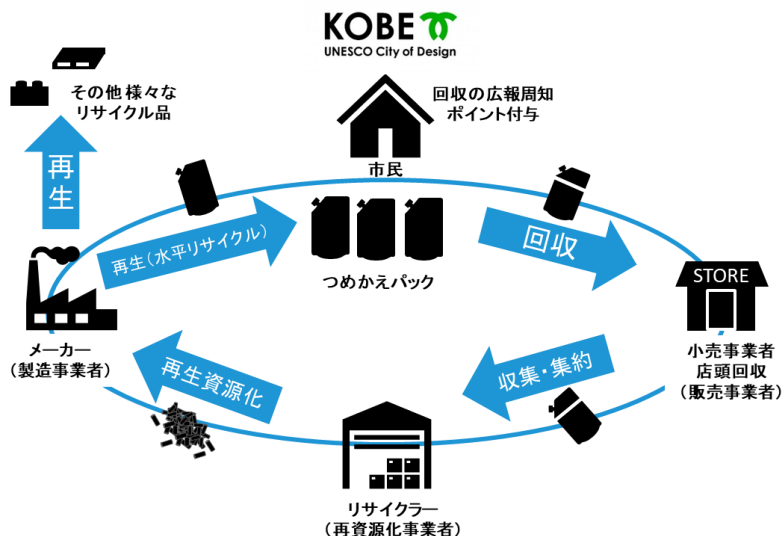 KOBE
UNESCO City of Design
その他様々な
リサイクル品
回収の広報周知
ポイント付与
再生
市民
再生(水平リサイクル)
回収
つめかえパック
STORE
メーカー
(製造事業者)
再生資源化
収集・集約
小売事業者
店頭回収
(販売事業者)
リサイクラー
(再資源化事業者)